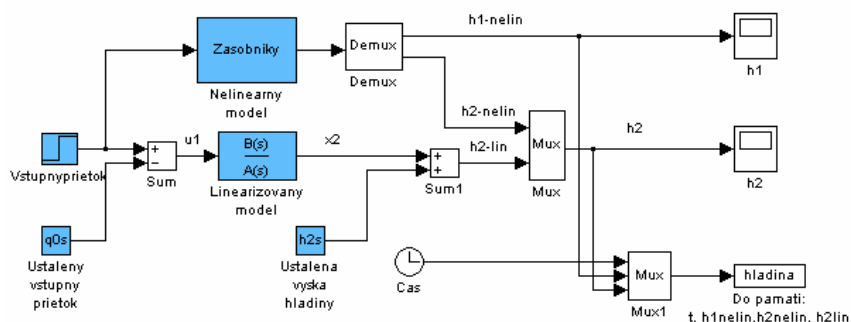 h1-nelin
Zasobniky
Demux
Demux
h1
Nelinearny
model
h2-nelin
Vstupnyprietok
+
−
Sum
u1
B(s)
A(s)
Linearizovany
model
x2
+
+
Sum1
h2-lin
Mux
Mux
h2
h2
q0s
Ustaleny
vstupny
prietok
h2s
Ustalena
vyska
hladiny
Cas
Mux
Mux1
hladina
Do pamati:
t, h1nelin,h2nelin, h2lin